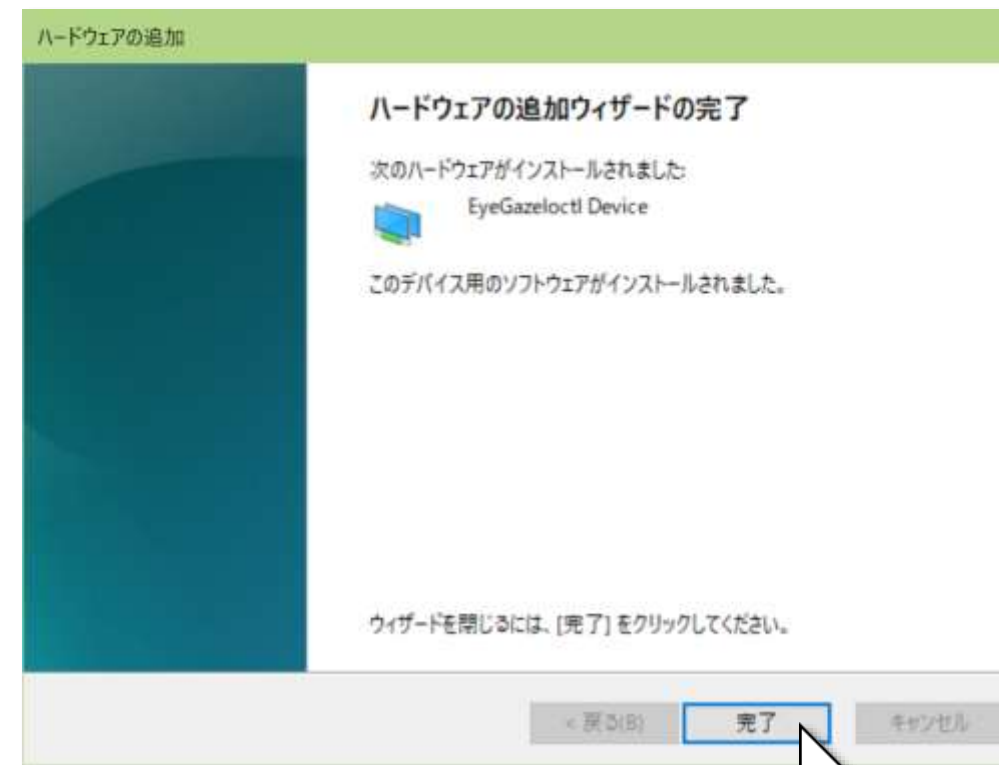 ハードウェアの追加
ハードウェアの追加ウィザードの完了
次のハードウェアがインストールされました:
EyeGazeIoctl Device
このデバイス用のソフトウェアがインストールされました。
ウィザードを閉じるには、[完了] をクリックしてください。
< 戻る(B)
完了
キャンセル